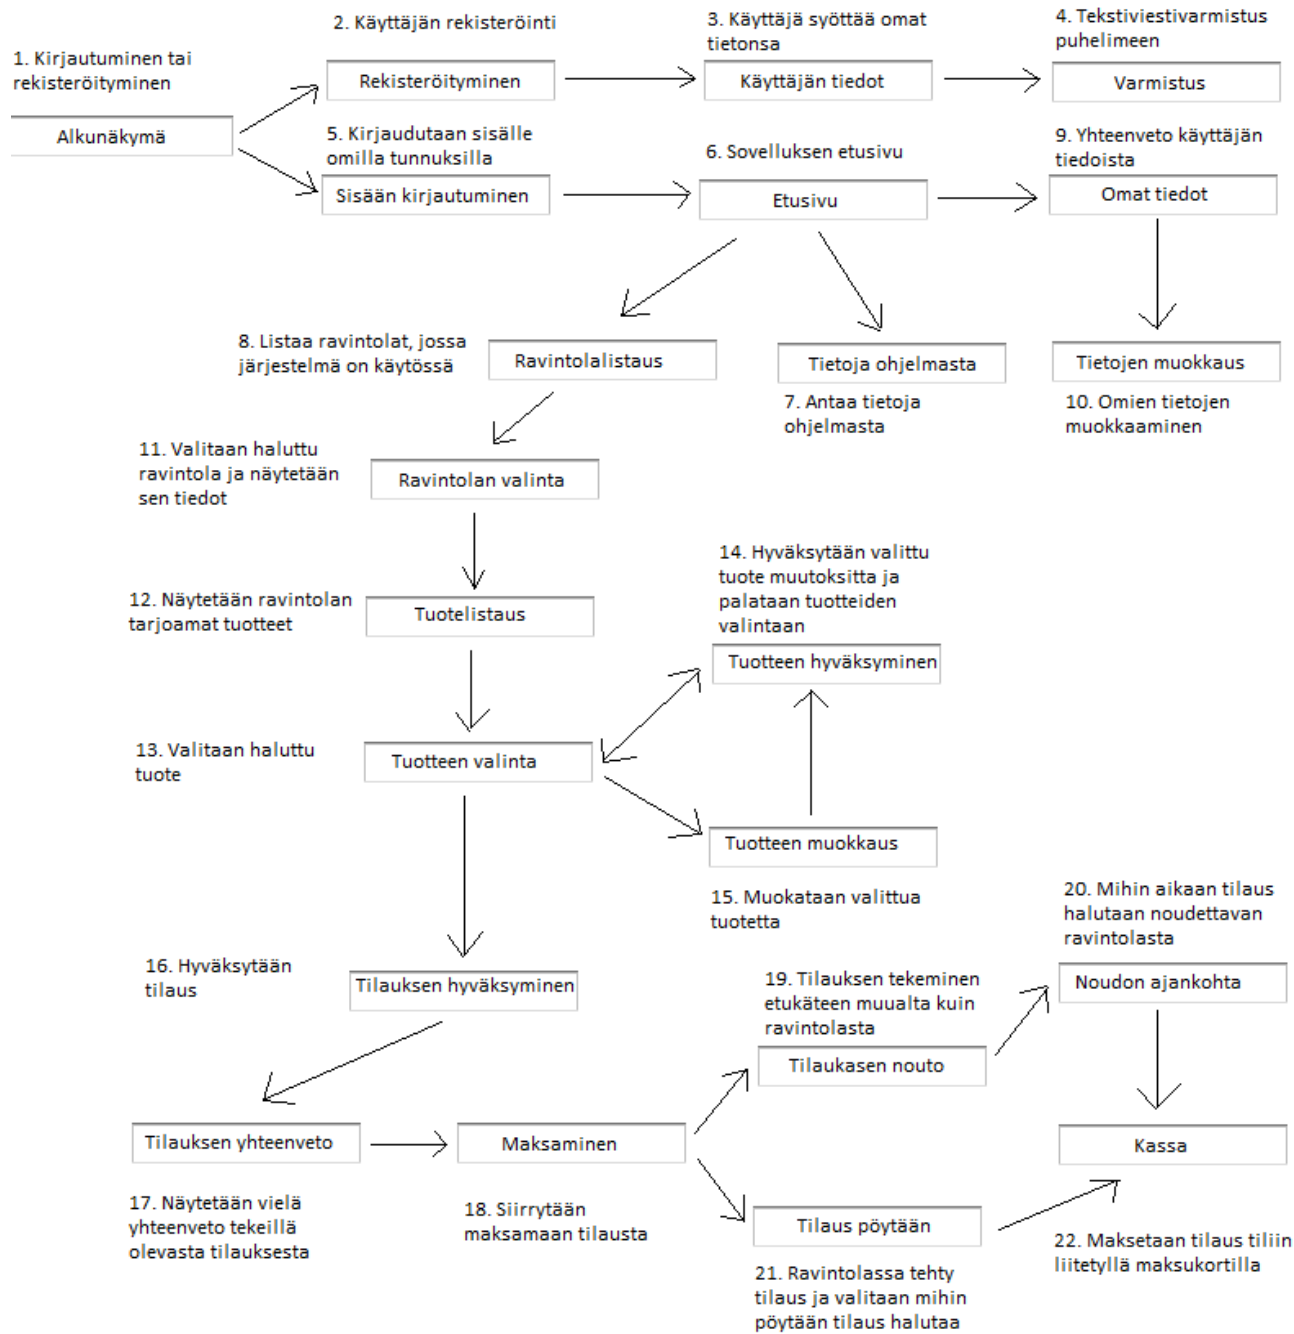 1. Kirjautuminen tai
rekisteröityminen
Alkunäkymä
2. Käyttäjän rekisteröinti
Rekisteröityminen
3. Käyttäjä syöttää omat
tietonsa
Käyttäjän tiedot
4. Tekstiviestivarmistus
puhelimeen
Varmistus
5. Kirjaudutaan sisälle
omilla tunnuksilla
Sisään kirjautuminen
6. Sovelluksen etusivu
Etusivu
9. Yhteenveto käyttäjän
tiedoista
Omat tiedot
8. Listaa ravintolat, jossa
järjestelmä on käytössä
Ravintolalistaus
Tietoja ohjelmasta
7. Antaa tietoja
ohjelmasta
Tietojen muokkaus
10. Omien tietojen
muokkaaminen
11. Valitaan haluttu
ravintola ja näytetään
sen tiedot
Ravintolan valinta
12. Näytetään ravintolan
tarjoamat tuotteet
Tuotelistaus
14. Hyväksytään valittu
tuote muutoksitta ja
palataan tuotteiden
valintaan
Tuotteen hyväksyminen
13. Valitaan haluttu
tuote
Tuotteen valinta
Tuotteen muokkaus
15. Muokataan valittua
tuotetta
16. Hyväksytään
tilaus
Tilauksen hyväksyminen
19. Tilauksen tekeminen
etukäteen muualta kuin
ravintolasta
Tilaukasen nouto
20. Mihin aikaan tilaus
halutaan noudettavan
ravintolasta
Noudon ajankohta
Tilauksen yhteenveto
17. Näytetään vielä
yhteenveto tekeillä
olevasta tilauksesta
Maksaminen
18. Siirrytään
maksamaan tilausta
Tilaus pöytään
21. Ravintolassa tehty
tilaus ja valitaan mihin
pöytään tilaus halutaa
Kassa
22. Maksetaan tilaus tiliin
liitetyllä maksukortilla